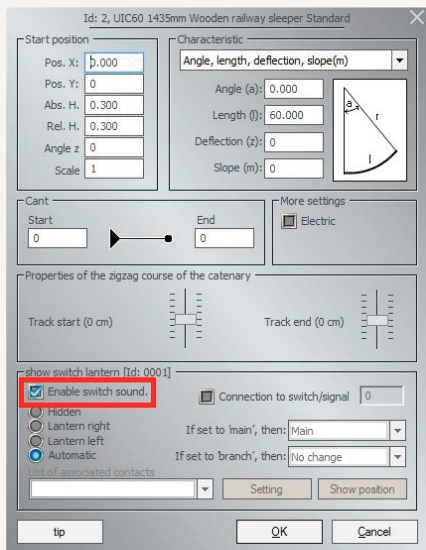 Id: 2, UIC60 1435mm Wooden railway sleeper Standard
Start position
Pos. X: 0.000
Pos. Y: 0
Abs. H. 0.300
Rel. H. 0.300
Angle z 0
Scale 1
Characteristic
Angle, length, deflection, slope(m)
Angle (a): 0.000
Length (l): 60.000
Deflection (z): 0
Slope (m): 0
a
r
l
Cant
Start End
0 0
More settings
Electric
Properties of the zigzag course of the catenary
Track start (0 cm) Track end (0 cm)
show switch lantern [Id: 0001]
Enable switch sound.
Hidden
Lantern right
Lantern left
Automatic
List of associated contacts
Connection to switch/signal 0
If set to 'main', then: Main
If set to 'branch', then: No change
Setting Show position
tip OK Cancel